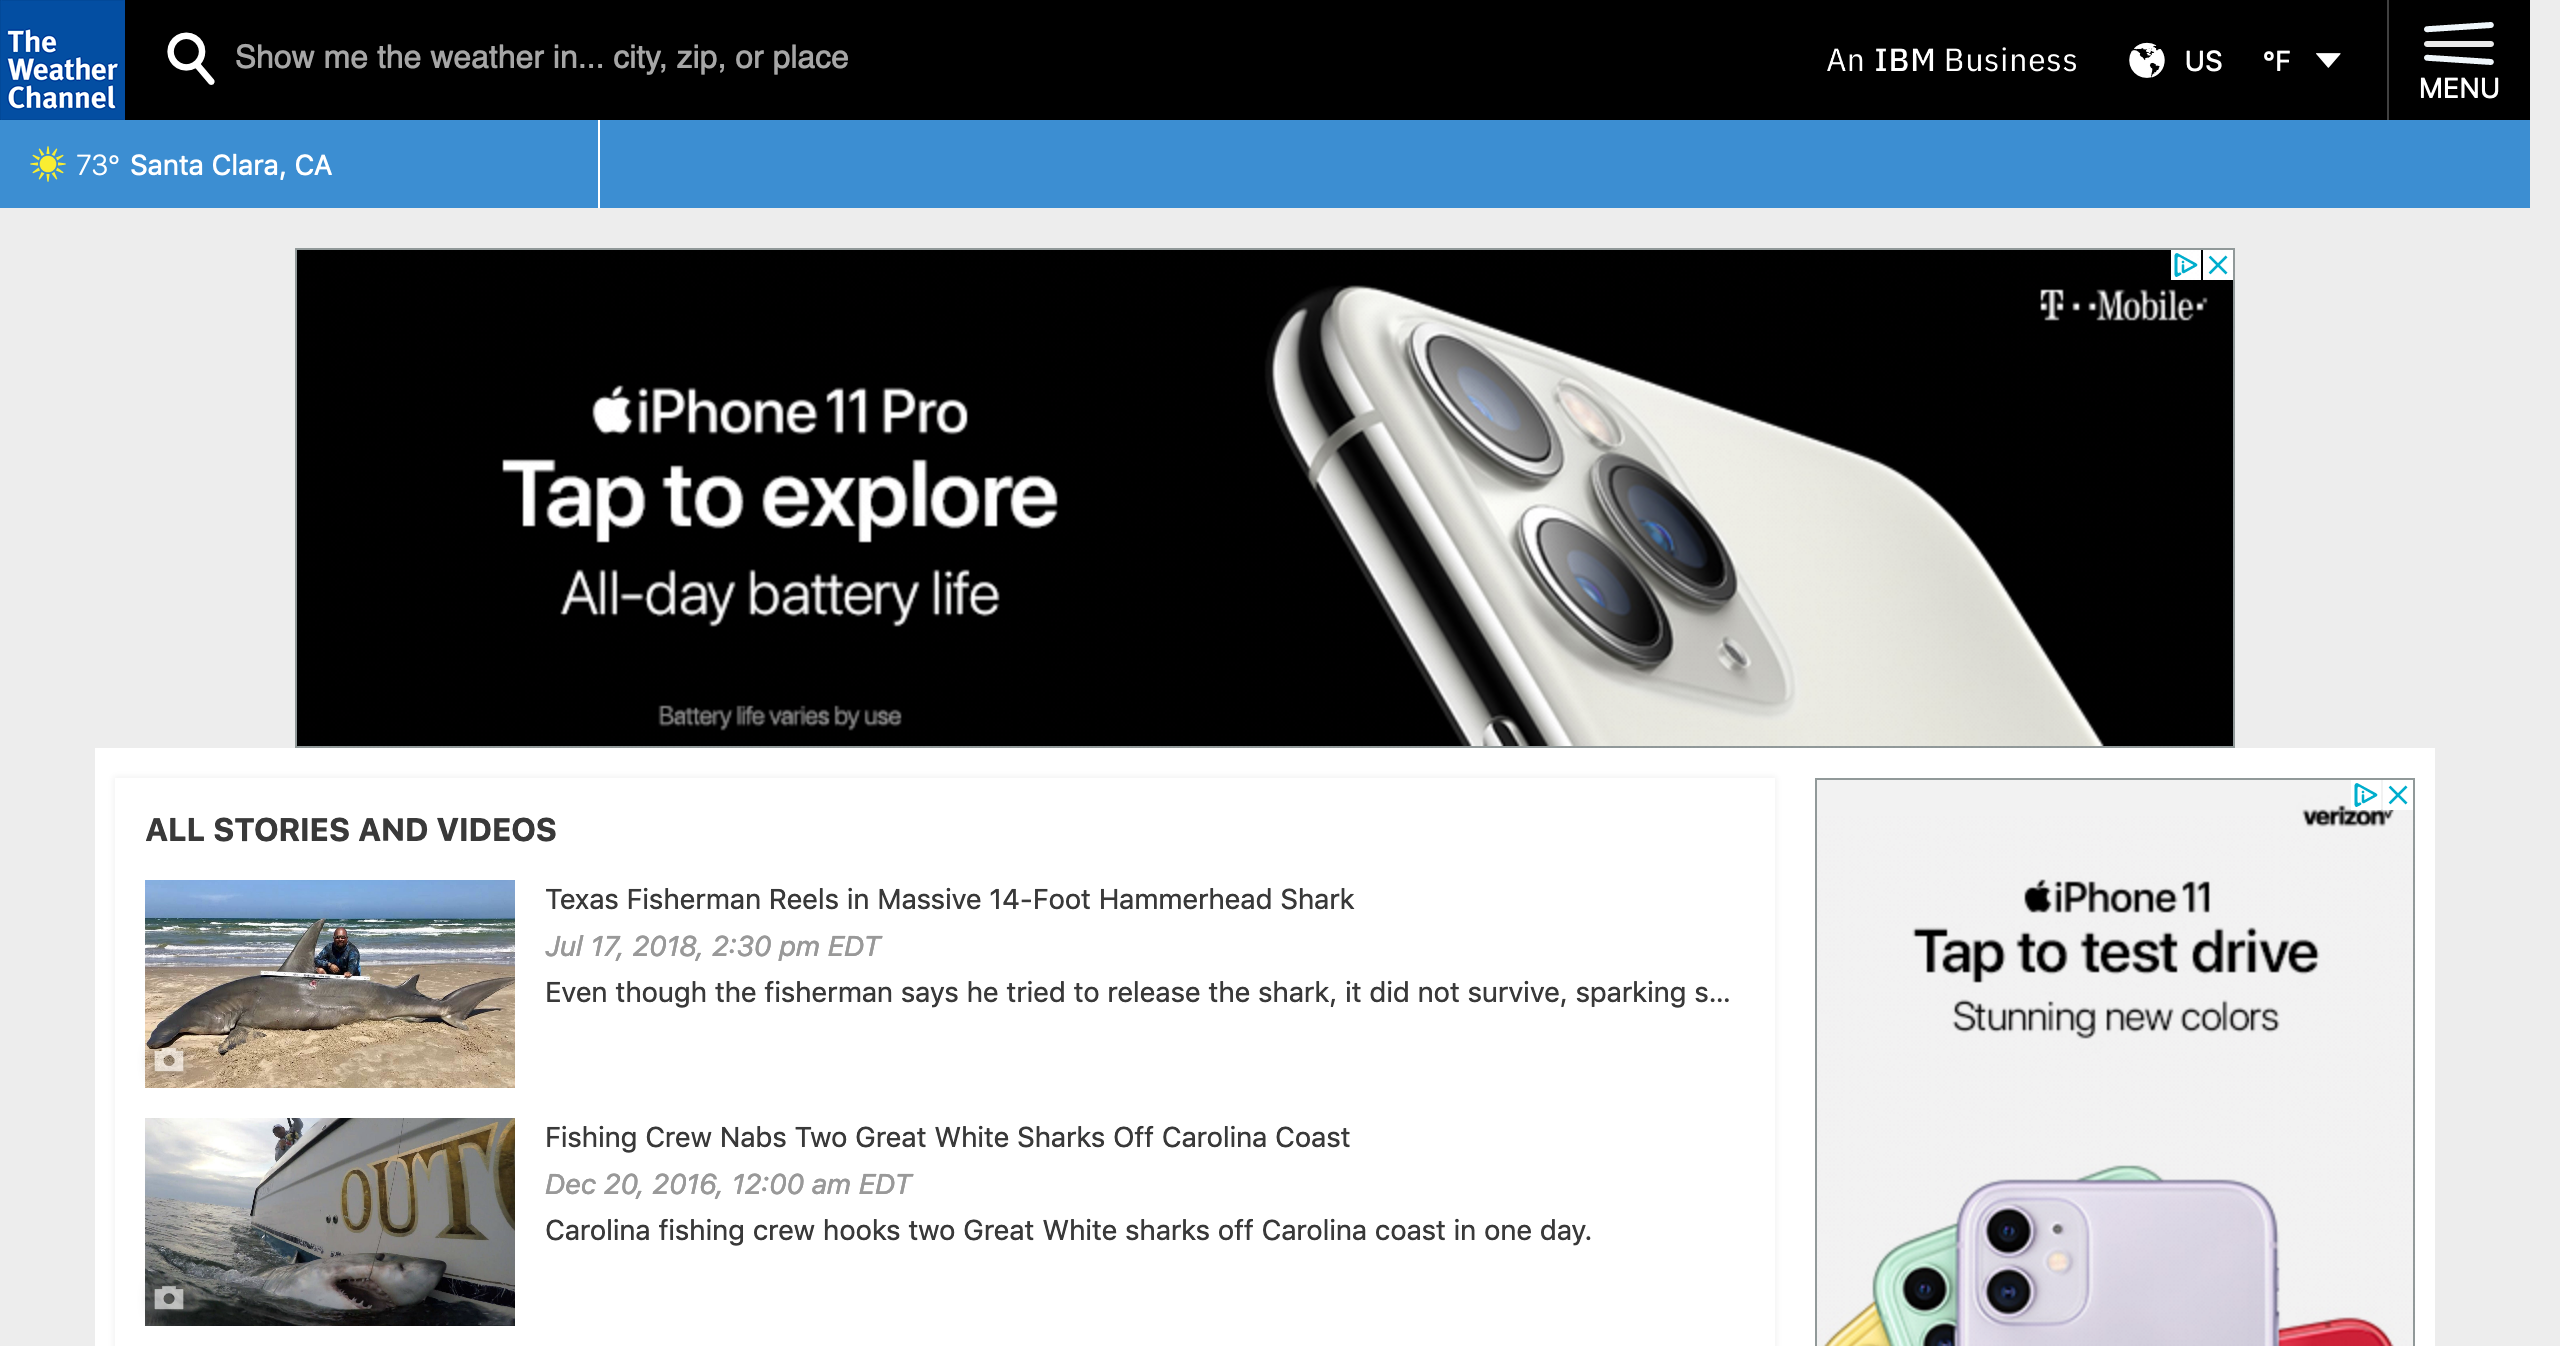 The
Weather
Channel
Show me the weather in... city, zip, or place
An IBM Business
US
°F
MENU
73° Santa Clara, CA
T··Mobile·
iPhone 11 Pro
Tap to explore
All-day battery life
Battery life varies by use
ALL STORIES AND VIDEOS
Texas Fisherman Reels in Massive 14-Foot Hammerhead Shark
Jul 17, 2018, 2:30 pm EDT
Even though the fisherman says he tried to release the shark, it did not survive, sparking s...
..OUT
Fishing Crew Nabs Two Great White Sharks Off Carolina Coast
Dec 20, 2016, 12:00 am EDT
Carolina fishing crew hooks two Great White sharks off Carolina coast in one day.
verizon✓
iPhone 11
Tap to test drive
Stunning new colors